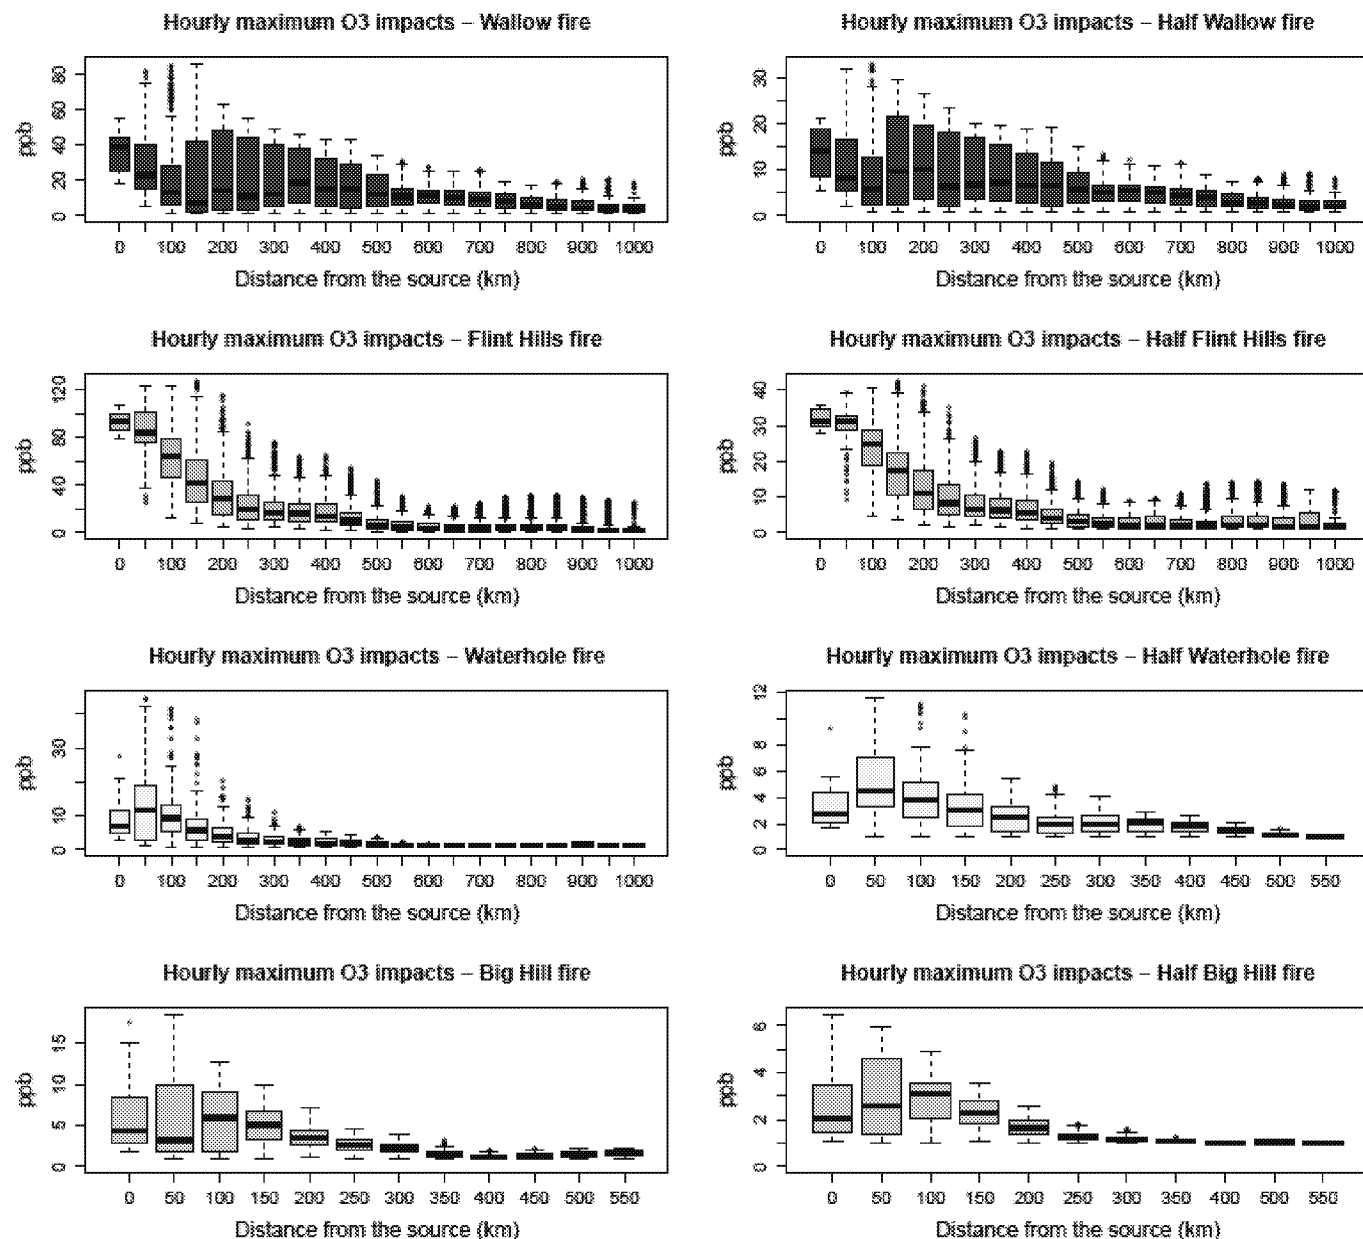 Hourly maximum O3 impacts – Wallow fire
ppb
0 20 40 60 80
0 100 200 300 400 500 600 700 800 900 1000
Distance from the source (km)
Hourly maximum O3 impacts – Half Wallow fire
ppb
0 10 20 30
0 100 200 300 400 500 600 700 800 900 1000
Distance from the source (km)
Hourly maximum O3 impacts – Flint Hills fire
ppb
0 40 80 120
0 100 200 300 400 500 600 700 800 900 1000
Distance from the source (km)
Hourly maximum O3 impacts – Half Flint Hills fire
ppb
0 10 20 30 40
0 100 200 300 400 500 600 700 800 900 1000
Distance from the source (km)
Hourly maximum O3 impacts – Waterhole fire
ppb
0 10 30
0 100 200 300 400 500 600 700 800 900 1000
Distance from the source (km)
Hourly maximum O3 impacts – Half Waterhole fire
ppb
0 2 4 6 8 12
0 50 100 150 200 250 300 350 400 450 500 550
Distance from the source (km)
Hourly maximum O3 impacts – Big Hill fire
ppb
0 5 10 15
0 50 100 150 200 250 300 350 400 450 500 550
Distance from the source (km)
Hourly maximum O3 impacts – Half Big Hill fire
ppb
0 2 4 6
0 50 100 150 200 250 300 350 400 450 500 550
Distance from the source (km)